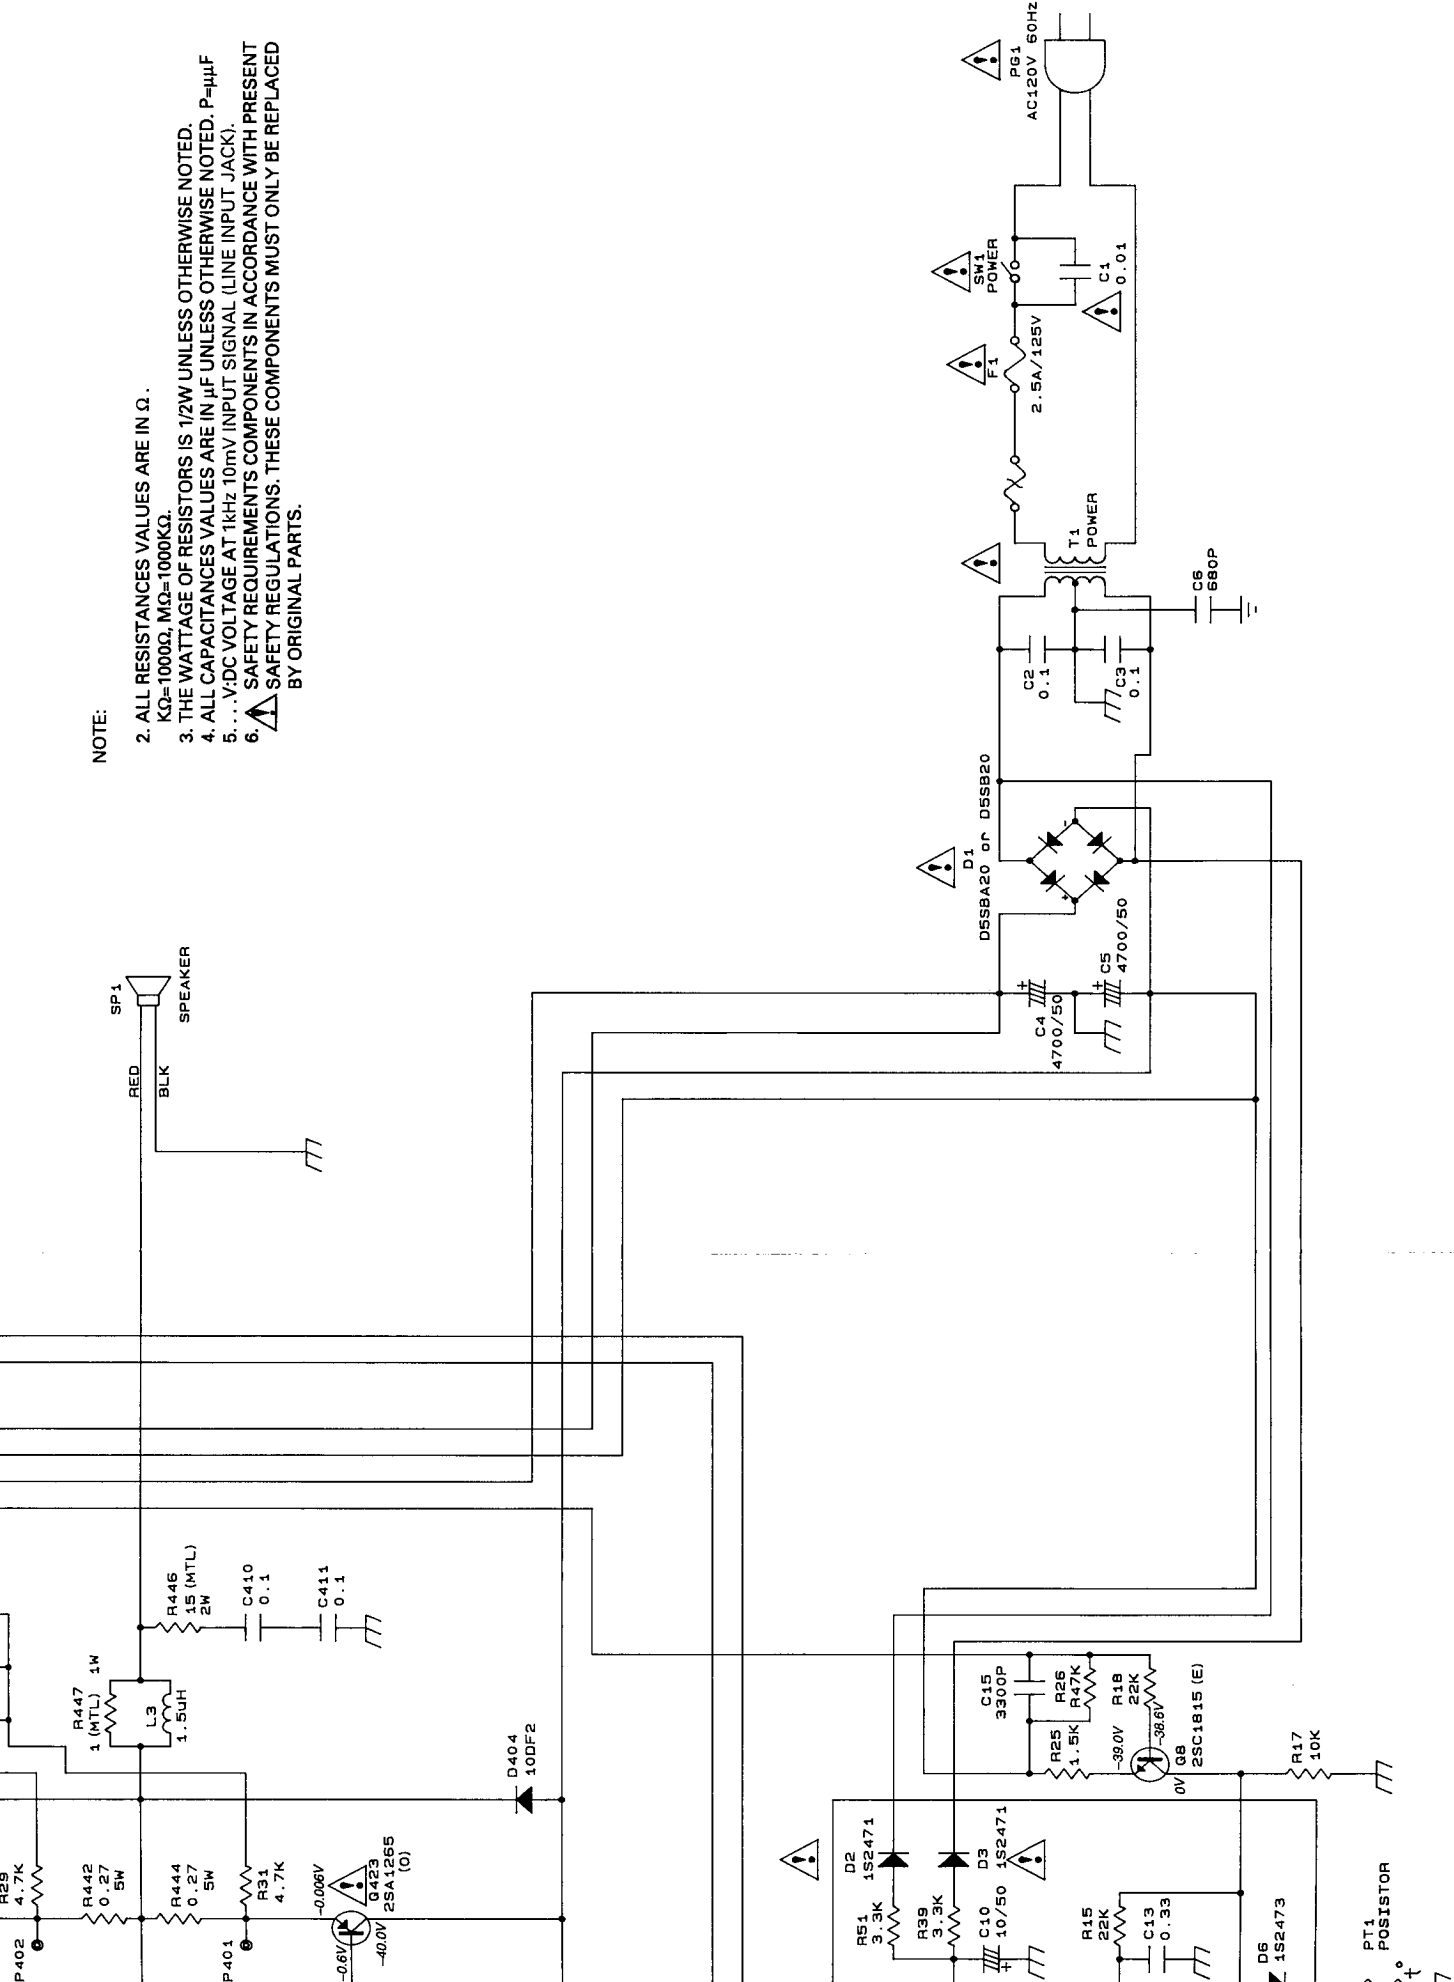 NOTE:
2. ALL RESISTANCES VALUES ARE IN Ω .
KΩ=1000Ω, MΩ=1000KΩ.
3. THE WATTAGE OF RESISTORS IS 1/2W UNLESS OTHERWISE NOTED.
4. ALL CAPACITANCES VALUES ARE IN μF UNLESS OTHERWISE NOTED. P=μμF
5. . . .V:DC VOLTAGE AT 1kHz 10mV INPUT SIGNAL (LINE INPUT JACK).
6. SAFETY REQUIREMENTS COMPONENTS IN ACCORDANCE WITH PRESENT
SAFETY REGULATIONS. THESE COMPONENTS MUST ONLY BE REPLACED
BY ORIGINAL PARTS.
PG1
AC120V 60Hz
SW1
POWER
C1
0.01
F1
2.5A/125V
T1
POWER
C6
680P
C2
0.1
C3
0.1
D1
D5SBA20 or D5SB20
-
+
+
C4
4700/50
+
C5
4700/50
SP1
SPEAKER
RED
BLK
R446
15 (MTL)
2W
C410
0.1
C411
0.1
R447
1 (MTL) 1W
L3
1.5uH
D404
10DF2
R29
4.7K
R442
0.27
5W
R444
0.27
5W
R31
4.7K
P402
P401
-0.006V
Q423
2SA1265
(O)
-0.6V
-40.0V
C15
3300P
R26
R47K
R18
22K
R25
1.5K
-39.0V
-38.6V
Q8
2SC1815 (E)
0V
R17
10K
D2
1S2471
D3
1S2471
R51
3.3K
R39
3.3K
C10
10/50
+
R15
22K
C13
0.33
D6
1S2473
PT1
POSISTOR
t°